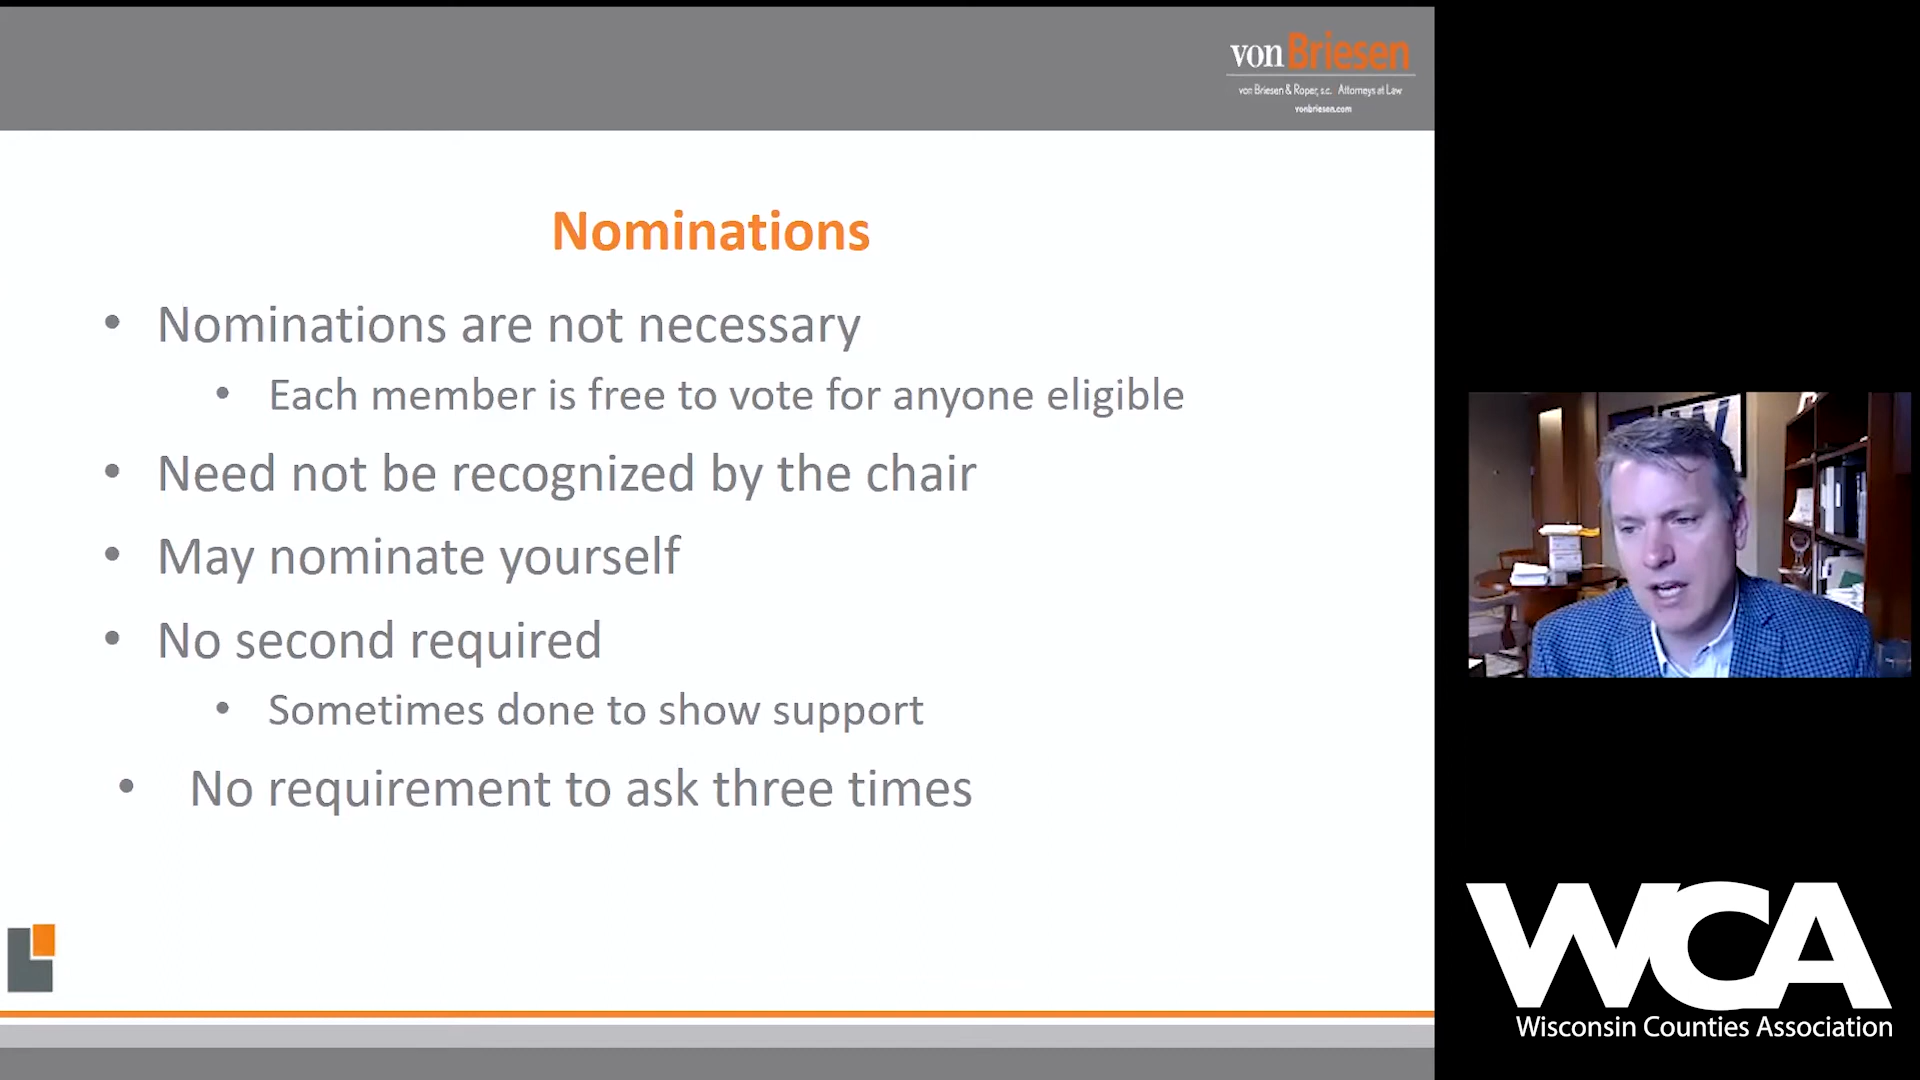 vonBriesen
von Briesen & Roper, s.c. Attorneys at Law
vonbriesen.com
Nominations
• Nominations are not necessary
• Each member is free to vote for anyone eligible
• Need not be recognized by the chair
• May nominate yourself
• No second required
• Sometimes done to show support
• No requirement to ask three times
WCA
Wisconsin Counties Association